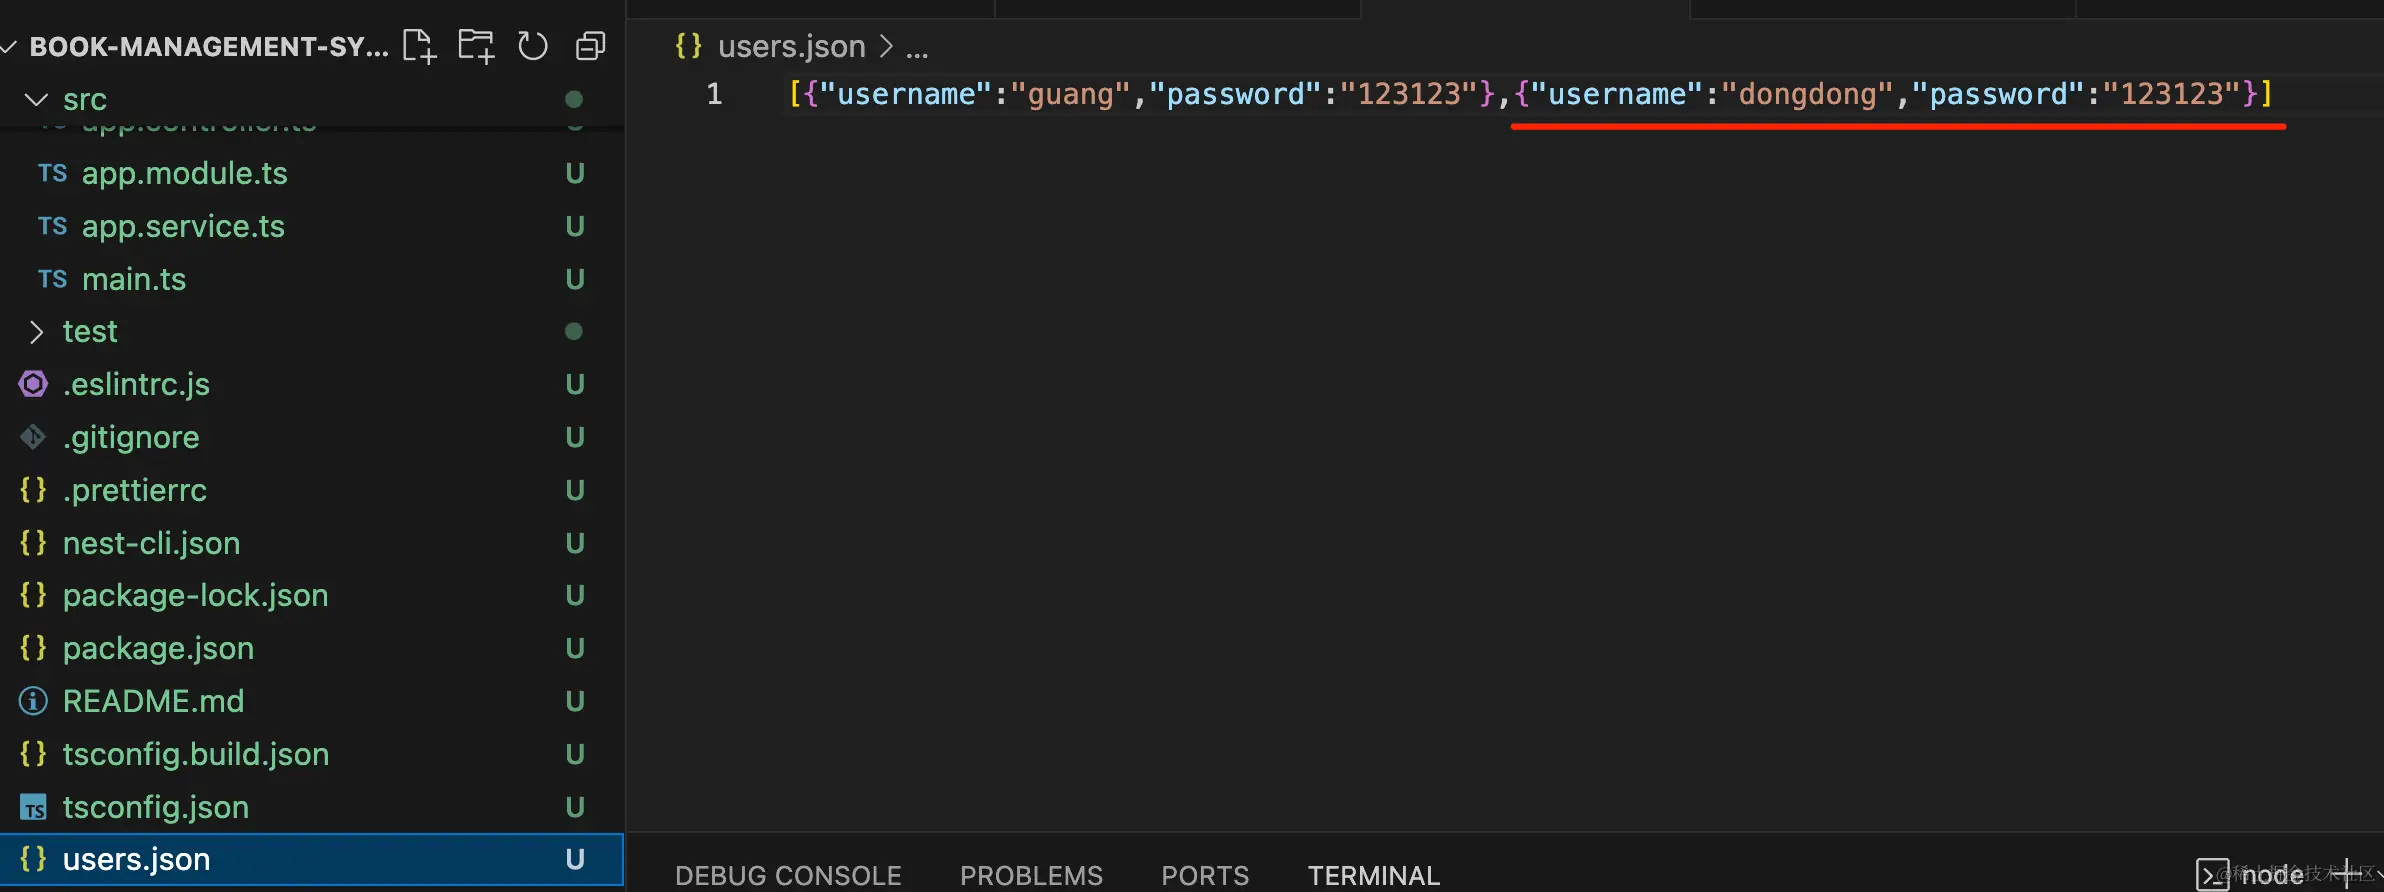 BOOK-MANAGEMENT-SY...
src
app.controller.ts
TS app.module.ts U
TS app.service.ts U
TS main.ts U
test
.eslintrc.js U
.gitignore U
{} .prettierrc U
{} nest-cli.json U
{} package-lock.json U
{} package.json U
README.md U
{} tsconfig.build.json U
TS tsconfig.json U
{} users.json U
{} users.json > ...
1 [{"username":"guang","password":"123123"},{"username":"dongdong","password":"123123"}]
DEBUG CONSOLE PROBLEMS PORTS TERMINAL
node
@稀土掘金技术社区